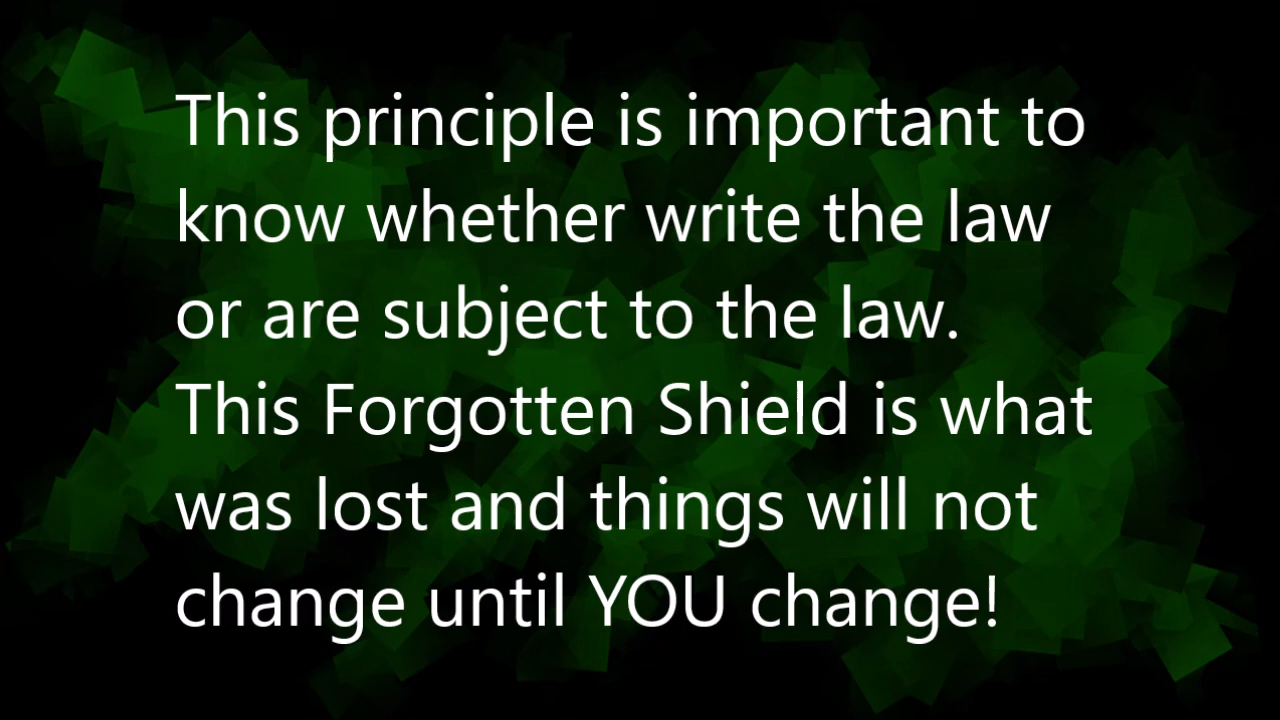 This principle is important to
know whether write the law
or are subject to the law.
This Forgotten Shield is what
was lost and things will not
change until YOU change!